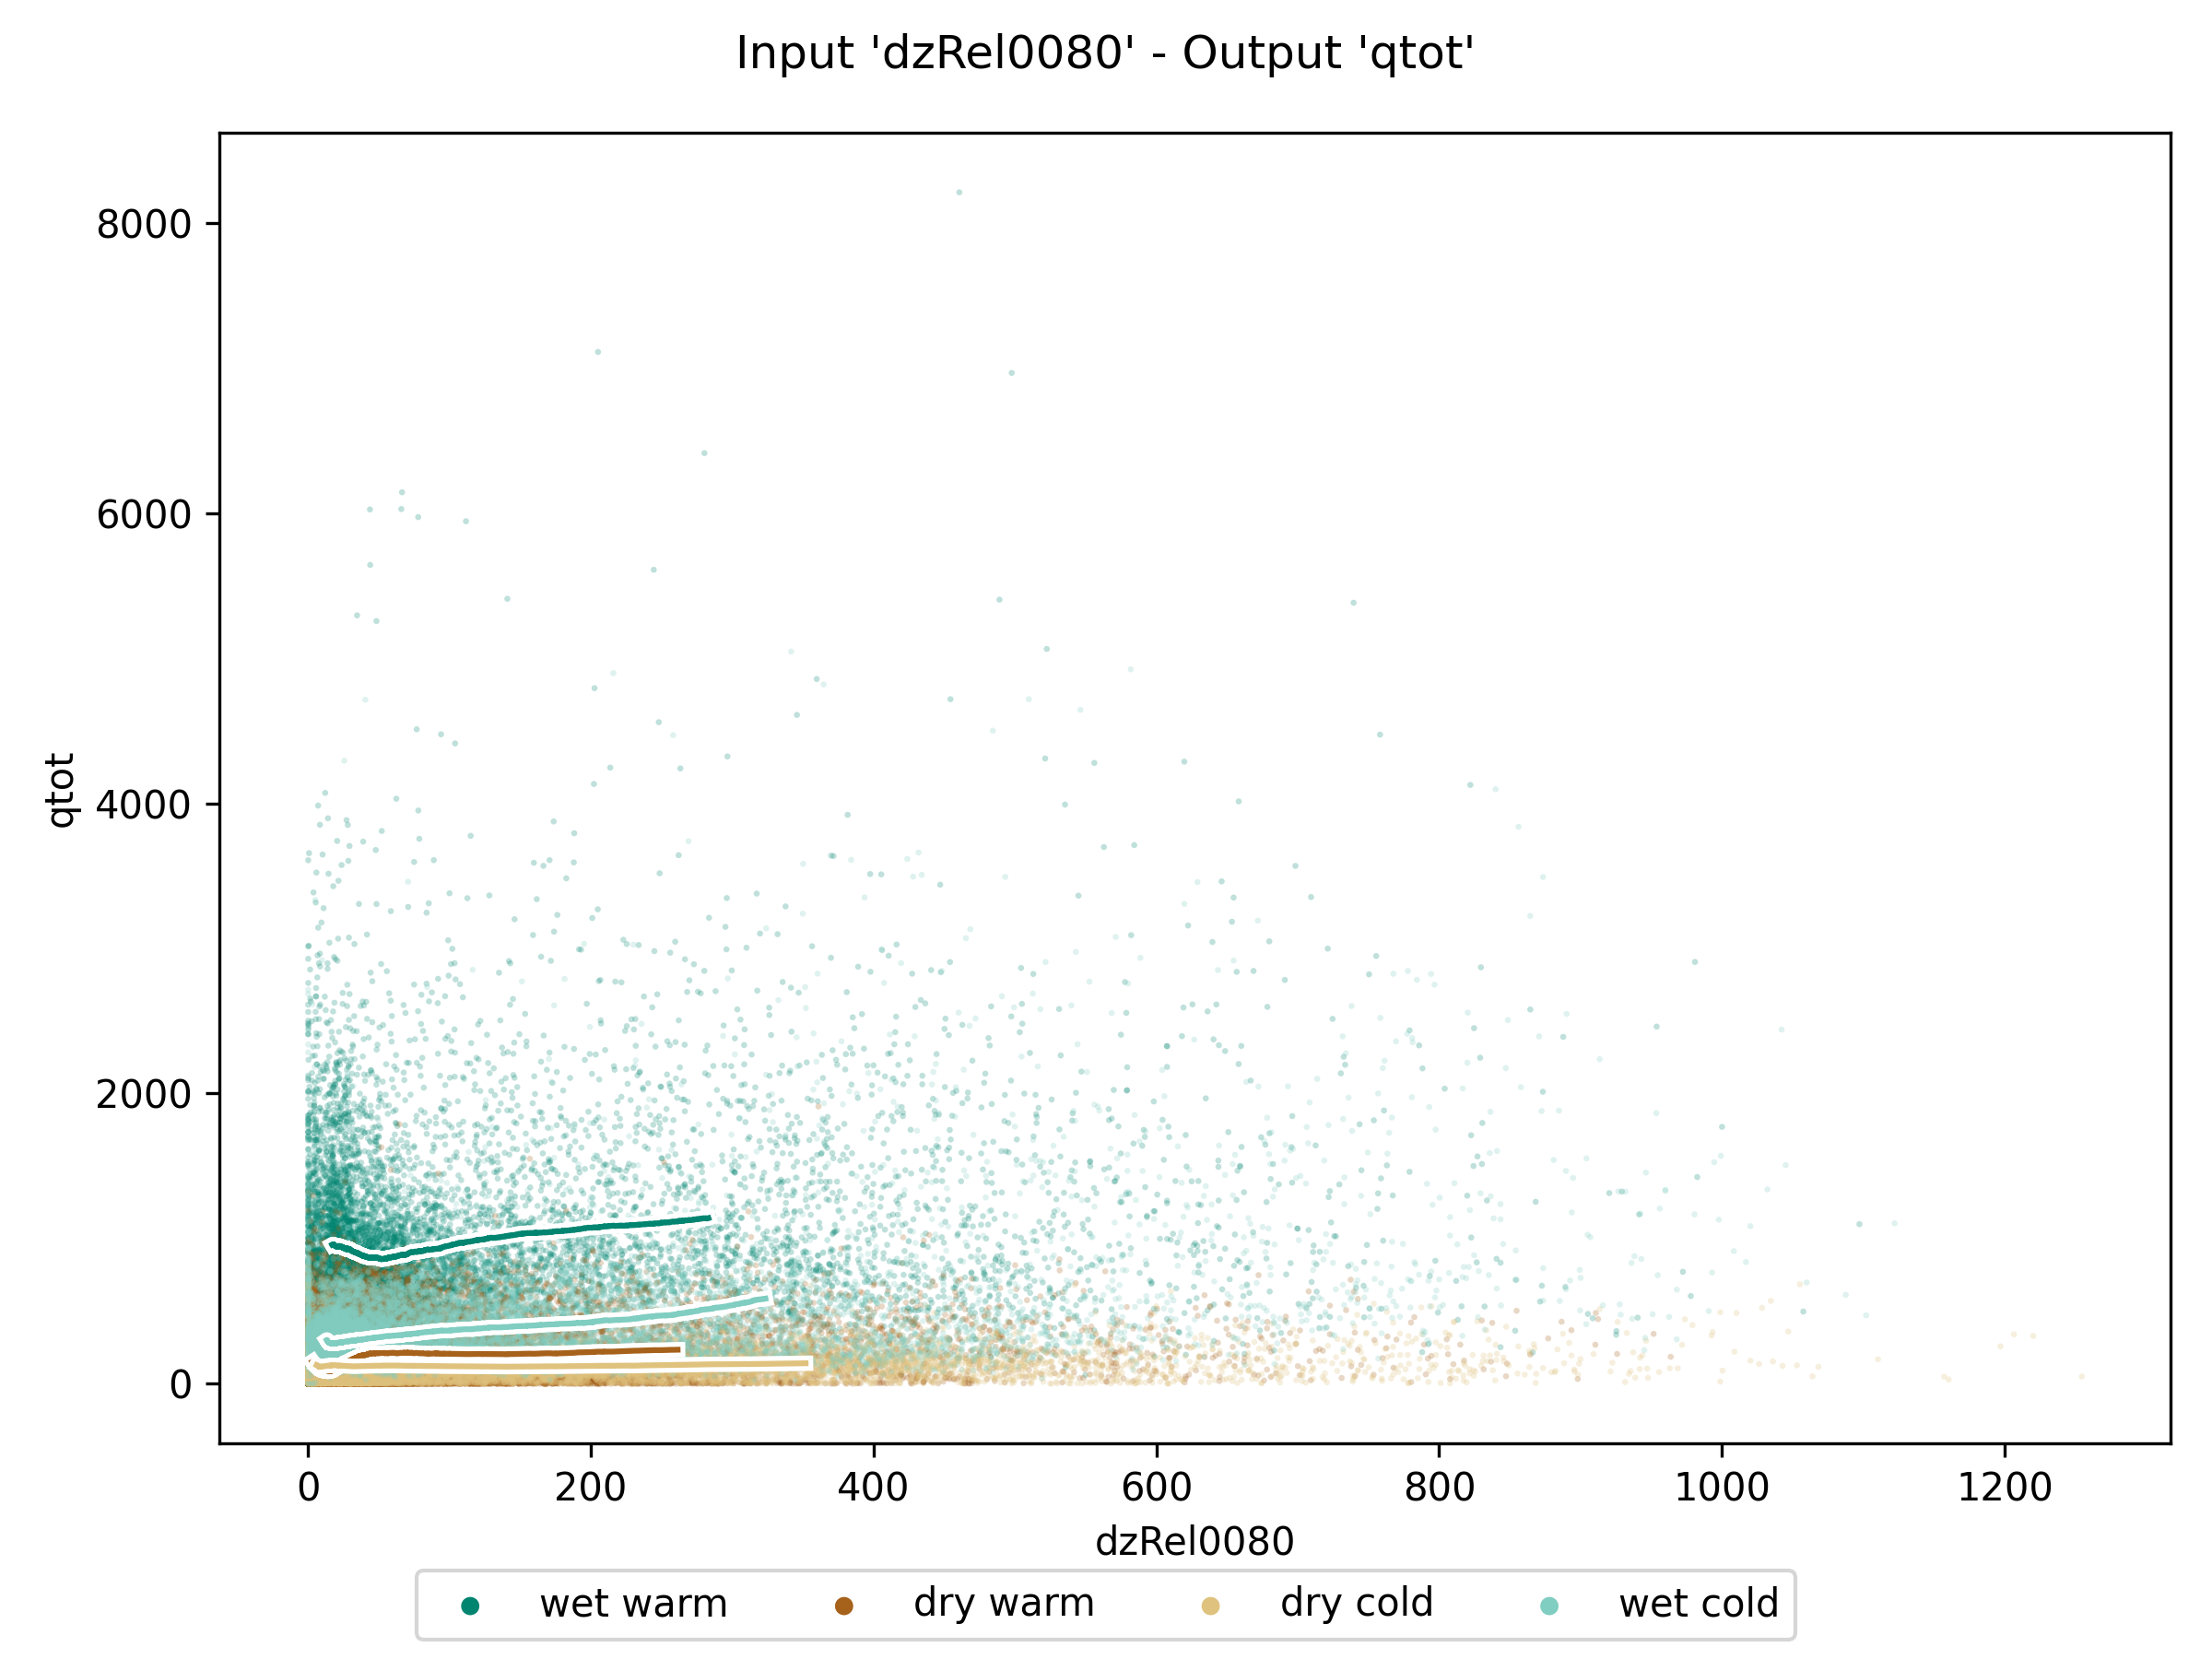 Input 'dzRel0080' - Output 'qtot'
8000
6000
4000
2000
0
qtot
0 200 400 600 800 1000 1200
dzRel0080
wet warm dry warm dry cold wet cold